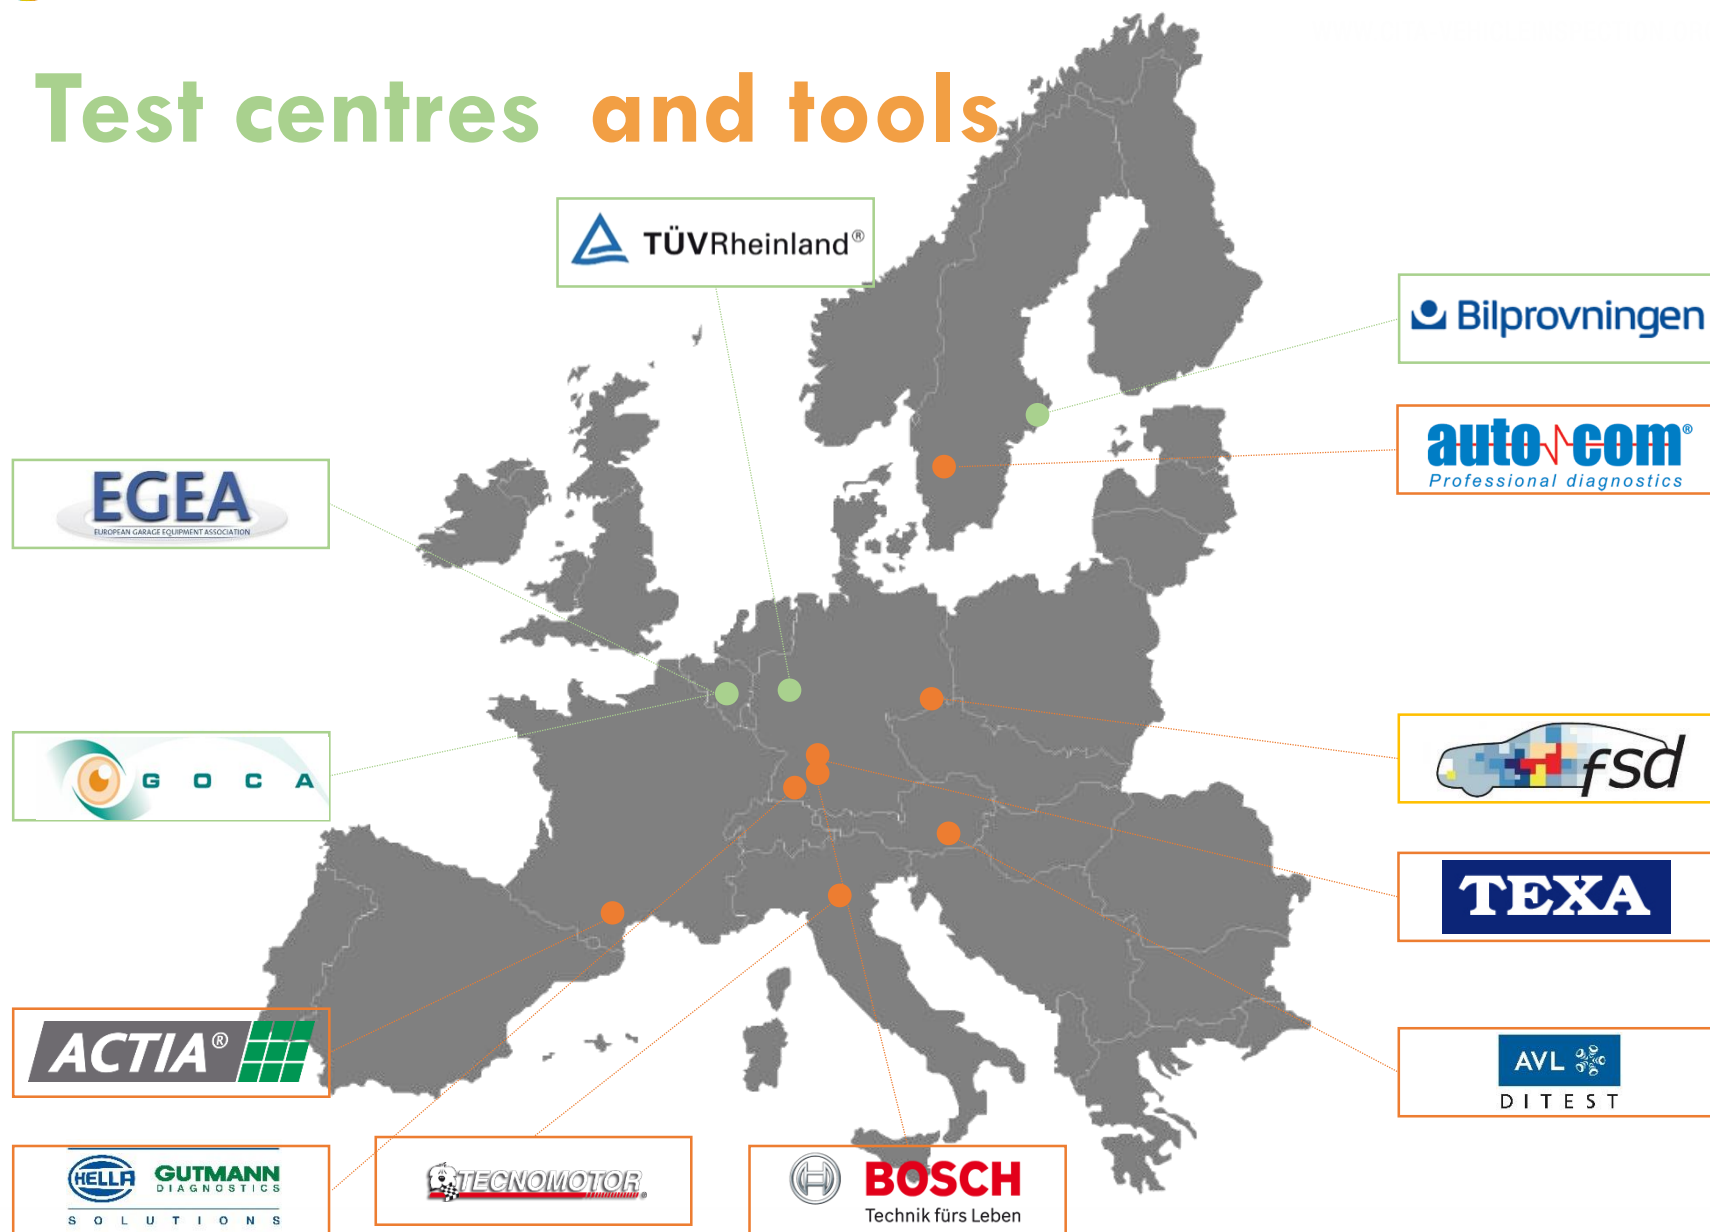 Test centres and tools
TÜVRheinland®
Bilprovningen
auto com®
Professional diagnostics
EGEA
EUROPEAN GARAGE EQUIPMENT ASSOCIATION
GOCA
fsd
TEXA
ACTIA®
AVL
DITEST
HELLA GUTMANN
DIAGNOSTICS
SOLUTIONS
TECNOMOTOR
BOSCH
Technik fürs Leben